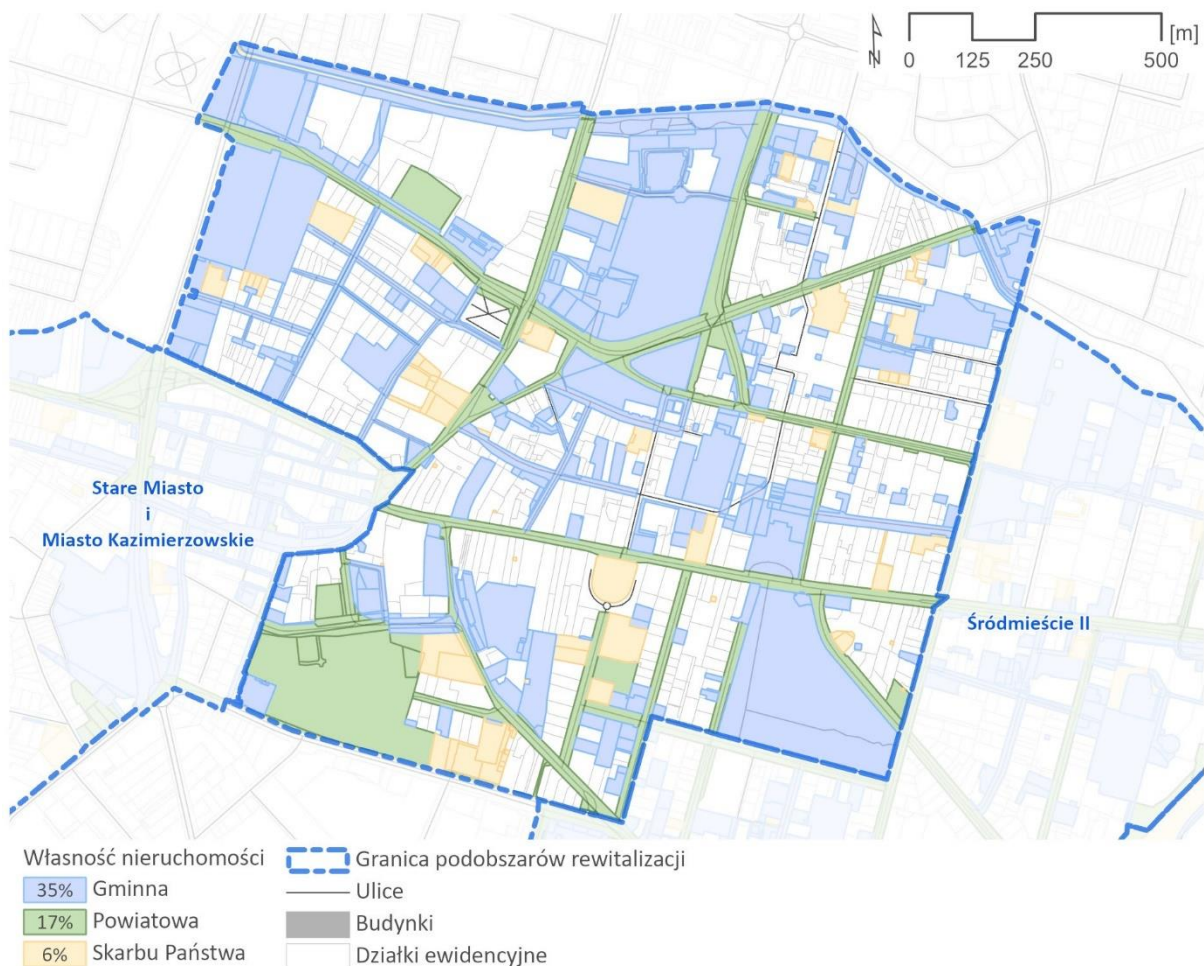 [m]
N
0 125 250 500
Stare Miasto
i
Miasto Kazimierzowskie
Śródmieście II
Własność nieruchomości
35% Gminna
17% Powiatowa
6% Skarbu Państwa
Granica podobszarów rewitalizacji
Ulice
Budynki
Działki ewidencyjne